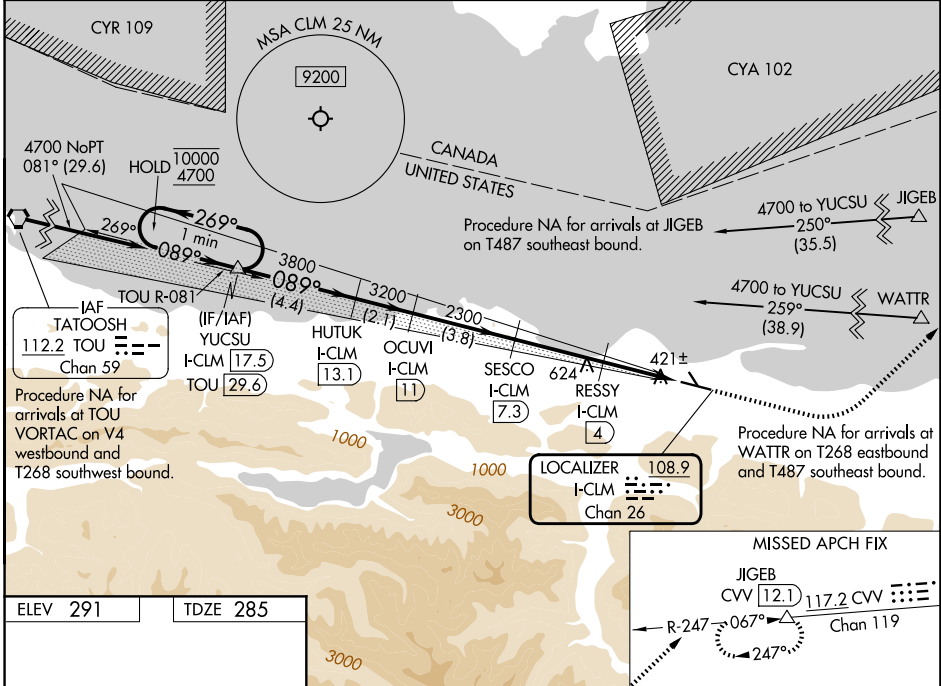 CYR 109
MSA CLM 25 NM
9200
CYA 102
CANADA
UNITED STATES
4700 NoPT
081° (29.6)
HOLD
10000
4700
269°
269°
1 min
089°
089°
3800
(4.4)
3200
(2.1)
2300
(3.8)
TOU R-081
Procedure NA for arrivals at JIGEB
on T487 southeast bound.
4700 to YUCSU
250°
(35.5)
JIGEB
4700 to YUCSU
259°
(38.9)
WATTR
IAF
TATOOSH
112.2 TOU
Chan 59
Procedure NA for
arrivals at TOU
VORTAC on V4
westbound and
T268 southwest bound.
(IF/IAF)
YUCSU
I-CLM 17.5
TOU 29.6
HUTUK
I-CLM
13.1
OCUVI
I-CLM
11
SESCO
I-CLM
7.3
624
RESSY
I-CLM
4
421±
LOCALIZER 108.9
I-CLM
Chan 26
Procedure NA for arrivals at
WATTR on T268 eastbound
and T487 southeast bound.
1000
1000
3000
3000
ELEV 291
TDZE 285
MISSED APCH FIX
JIGEB
CVV 12.1
117.2 CVV
Chan 119
R-247
067°
247°